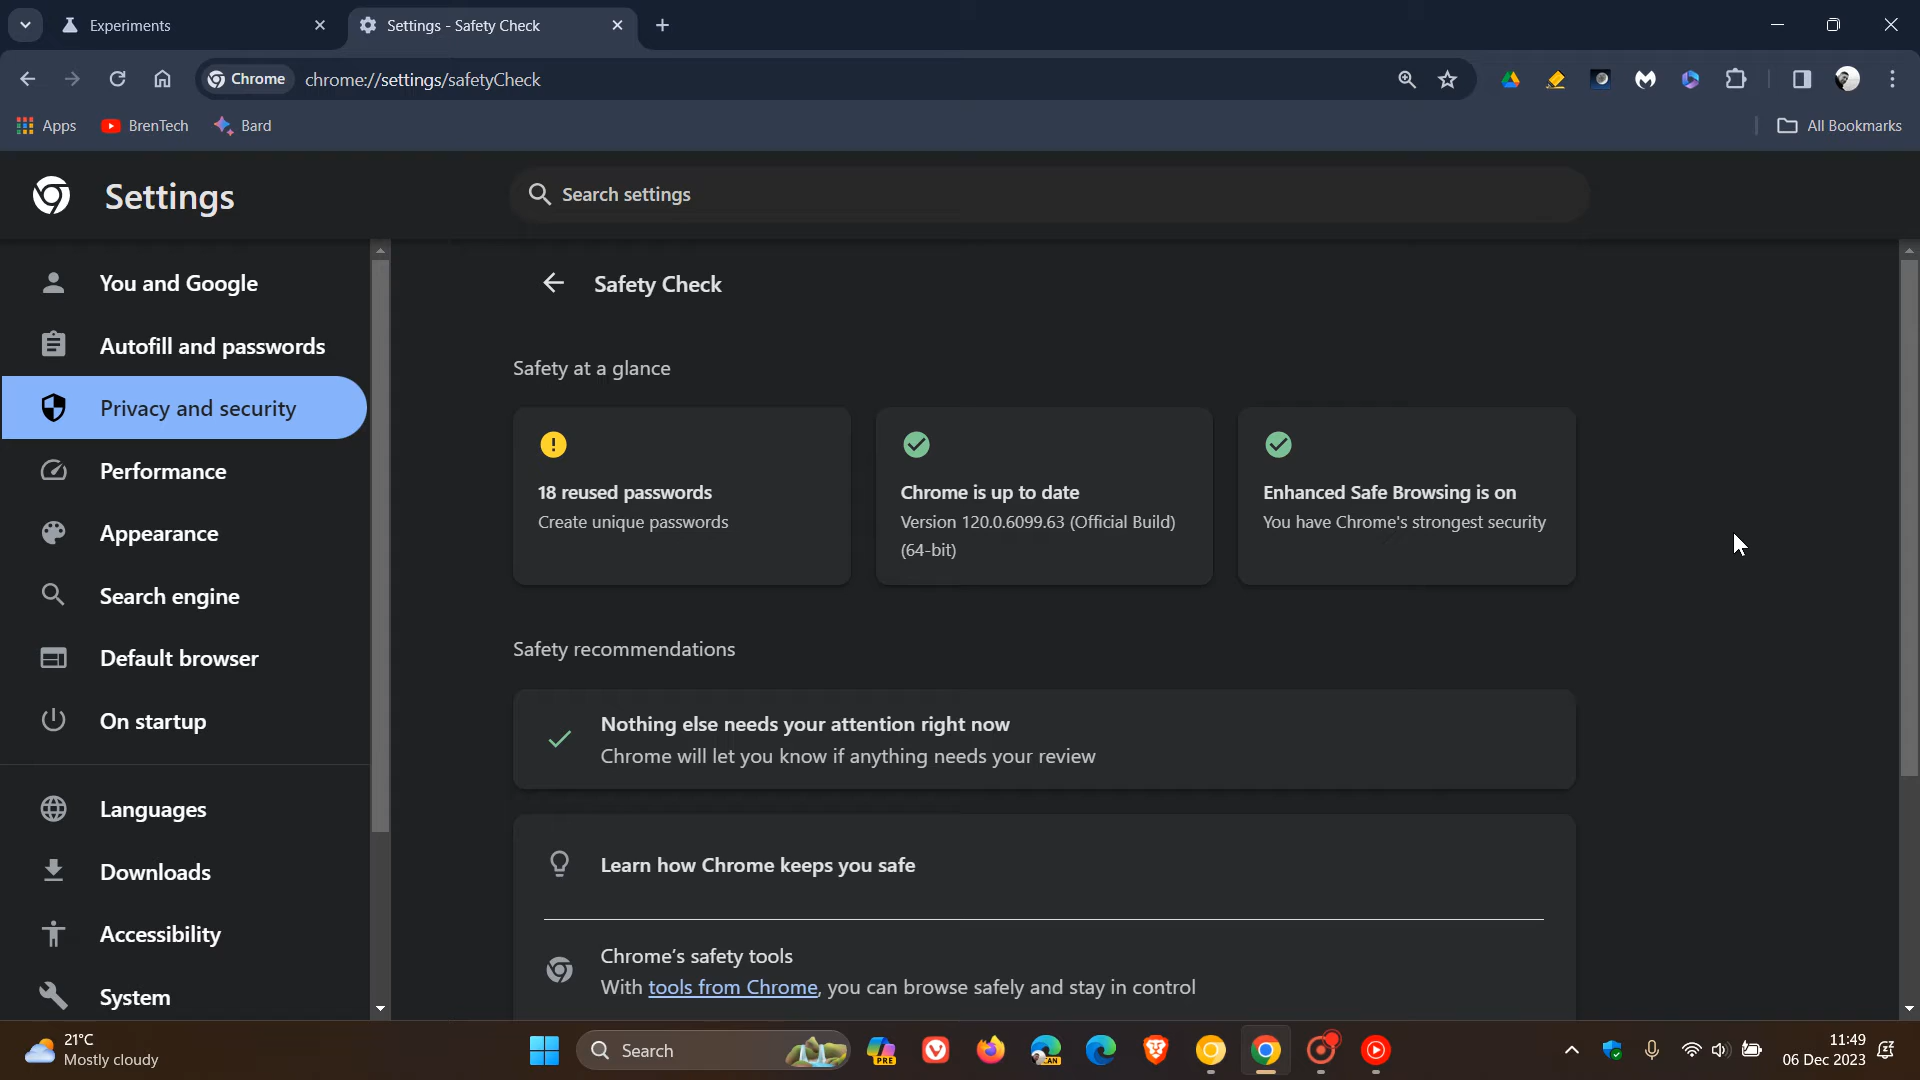 Experiments
Settings - Safety Check
Chrome
chrome://settings/safetyCheck
Apps
BrenTech
Bard
All Bookmarks
Settings
Search settings
You and Google
Autofill and passwords
Privacy and security
Performance
Appearance
Search engine
Default browser
On startup
Languages
Downloads
Accessibility
System
Safety Check
Safety at a glance
18 reused passwords
Create unique passwords
Chrome is up to date
Version 120.0.6099.63 (Official Build)
(64-bit)
Enhanced Safe Browsing is on
You have Chrome's strongest security
Safety recommendations
Nothing else needs your attention right now
Chrome will let you know if anything needs your review
Learn how Chrome keeps you safe
Chrome’s safety tools
With tools from Chrome, you can browse safely and stay in control
21°C
Mostly cloudy
Search
PRE
CAN
11:49
06 Dec 2023